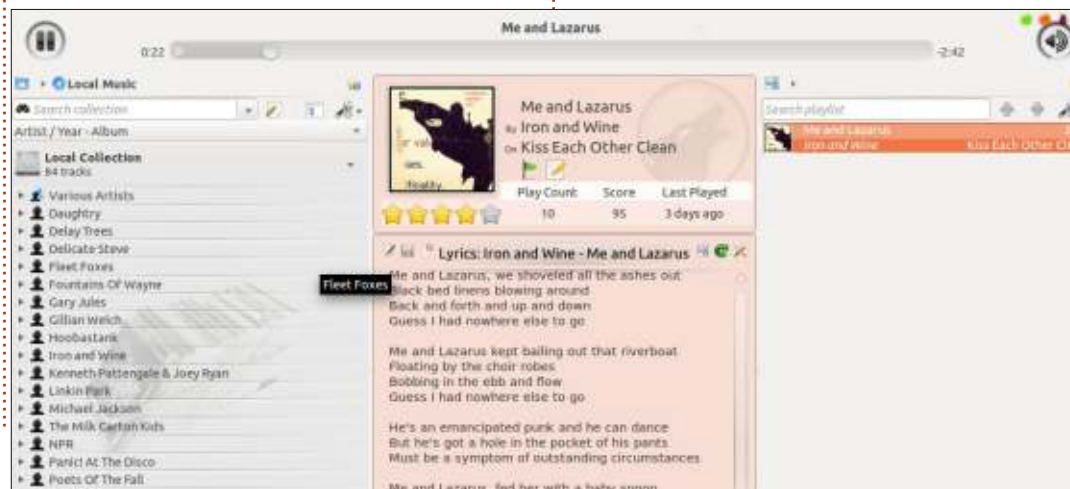 Me and Lazarus
0:22
-2:42
Local Music
Search collection
Artist / Year - Album
Local Collection
84 tracks
Various Artists
Daughtry
Delay Trees
Delicate Steve
Fleet Foxes
Fountains Of Wayne
Gary Jules
Gillian Welch
Hoobastank
Iron and Wine
Kenneth Pattengale & Joey Ryan
Linkin Park
Michael Jackson
The Milk Carton Kids
NPR
Panic! At The Disco
Poets Of The Fall
Fleet Foxes
Me and Lazarus
By Iron and Wine
On Kiss Each Other Clean
Play Count Score Last Played
10 95 3 days ago
Lyrics: Iron and Wine - Me and Lazarus
Me and Lazarus, we shoveled all the ashes out
Black bed linens blowing around
Back and forth and up and down
Guess I had nowhere else to go
Me and Lazarus kept bailing out that riverboat
Floating by the choir robes
Bobbing in the ebb and flow
Guess I had nowhere else to go
He's an emancipated punk and he can dance
But he's got a hole in the pocket of his pants
Must be a symptom of outstanding circumstances
Me and Lazarus, fed her with a baby spoon
Search playlist
Me and Lazarus
Iron and Wine Kiss Each Other